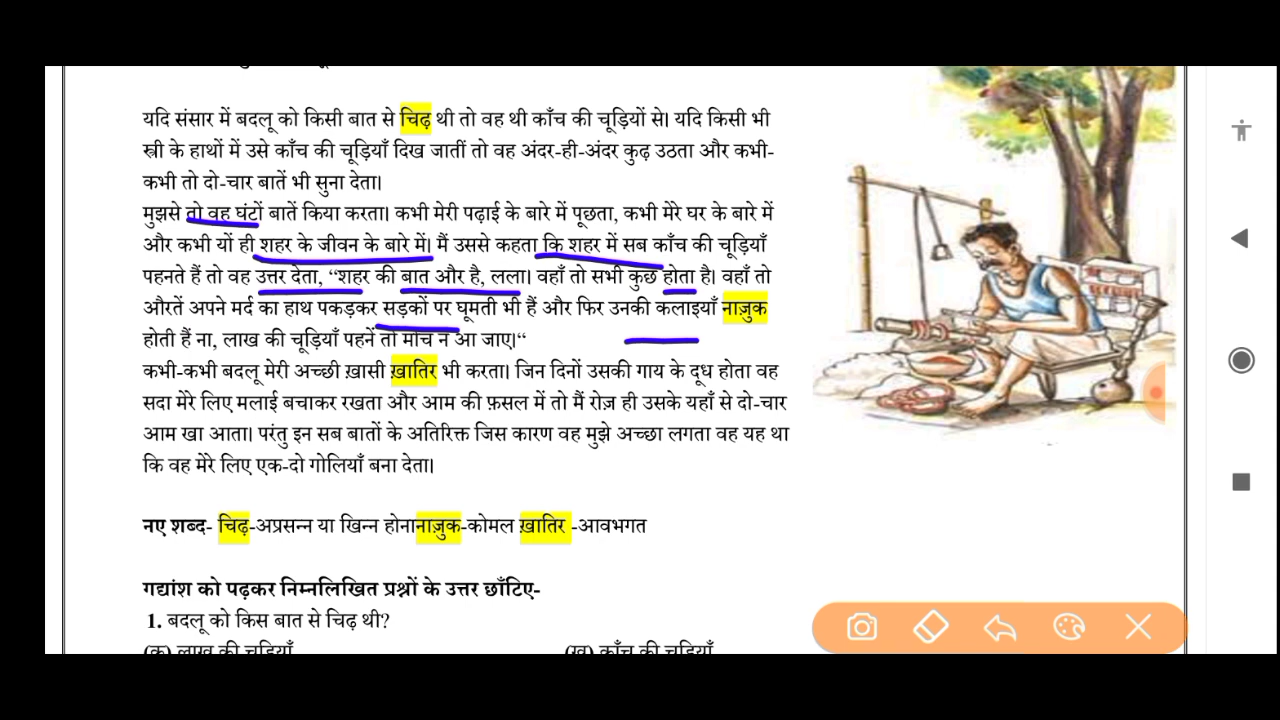 यदि संसार में बदलू को किसी बात से चिढ़ थी तो वह थी काँच की चूड़ियों से। यदि किसी भी
स्त्री के हाथों में उसे काँच की चूड़ियाँ दिख जातीं तो वह अंदर-ही-अंदर कुढ़ उठता और कभी-
कभी तो दो-चार बातें भी सुना देता।
मुझसे तो वह घंटों बातें किया करता। कभी मेरी पढ़ाई के बारे में पूछता, कभी मेरे घर के बारे में
और कभी यों ही शहर के जीवन के बारे में। मैं उससे कहता कि शहर में सब काँच की चूड़ियाँ
पहनते हैं तो वह उत्तर देता, “शहर की बात और है, लला। वहाँ तो सभी कुछ होता है। वहाँ तो
औरतें अपने मर्द का हाथ पकड़कर सड़कों पर घूमती भी हैं और फिर उनकी कलाइयाँ नाज़ुक
होती हैं ना, लाख की चूड़ियाँ पहनें तो मोच न आ जाए।“
कभी-कभी बदलू मेरी अच्छी ख़ासी ख़ातिर भी करता। जिन दिनों उसकी गाय के दूध होता वह
सदा मेरे लिए मलाई बचाकर रखता और आम की फ़सल में तो मैं रोज़ ही उसके यहाँ से दो-चार
आम खा आता। परंतु इन सब बातों के अतिरिक्त जिस कारण वह मुझे अच्छा लगता वह यह था
कि वह मेरे लिए एक-दो गोलियाँ बना देता।
नए शब्द- चिढ़-अप्रसन्न या खिन्न होनानाज़ुक-कोमल ख़ातिर -आवभगत
गद्यांश को पढ़कर निम्नलिखित प्रश्नों के उत्तर छाँटिए-
1. बदलू को किस बात से चिढ़ थी?
(क) लाख की चूड़ियाँ (ख) काँच की चूड़ियाँ